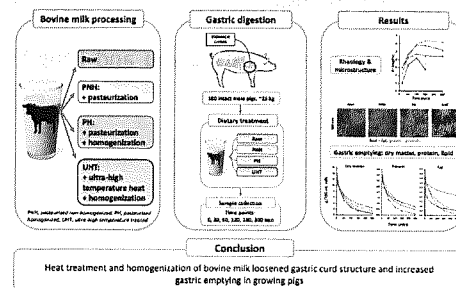 Bovine milk processing
Raw
PNH:
+ pasteurization
PH:
+ pasteurization
+ homogenization
UHT:
+ ultra-high
temperature heat
+ homogenization
PNH, pasteurized non homogenized, PH, pasteurized
homogenized, UHT, ultra-high temperature treated
Gastric digestion
Dietary treatment
Raw
PNH
PH
UHT
Sample collection
Time points
Results
Rheology &
microstructure
Gastric emptying: dry matter, protein, lipid
Conclusion
Heat treatment and homogenization of bovine milk loosened gastric curd structure and increased
gastric emptying in growing pigs